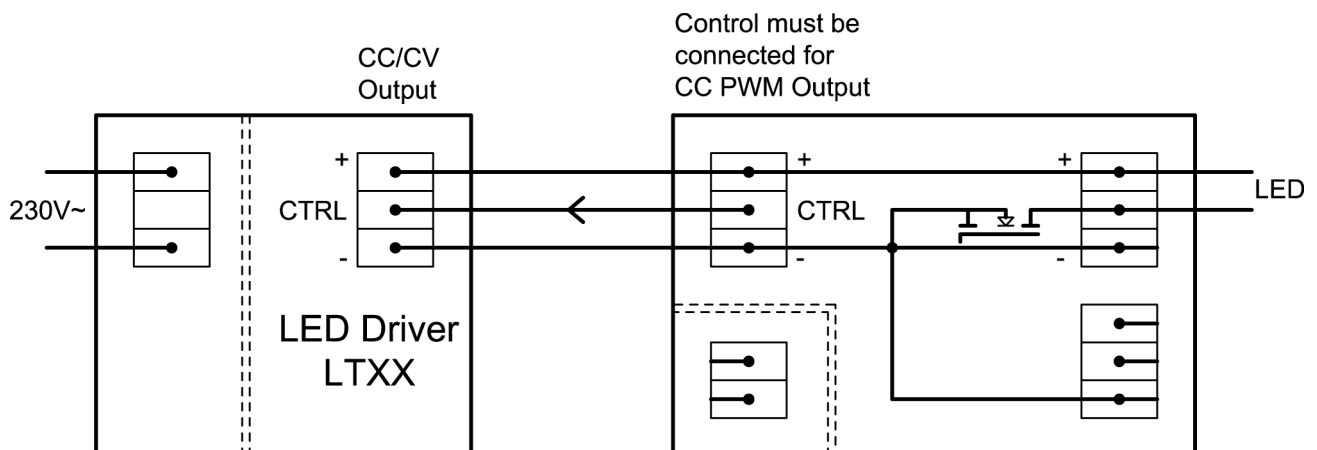 Control must be
connected for
CC PWM Output
CC/CV
Output
+
+
+
230V~
CTRL
CTRL
LED
-
-
-
LED Driver
LTXX